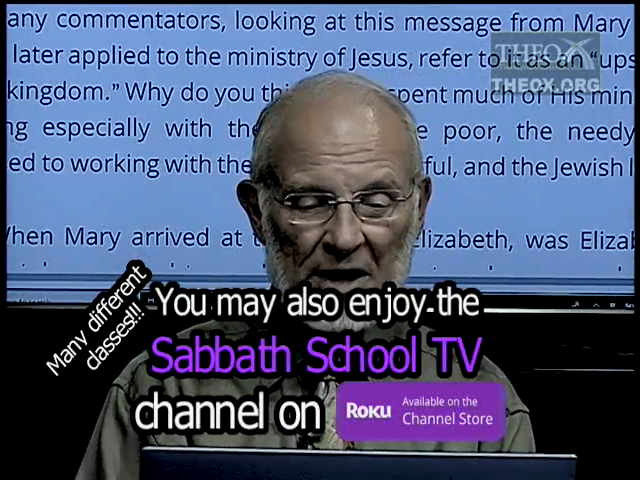 any commentators, looking at this message from Mary
later applied to the ministry of Jesus, refer to it as an “ups
kingdom.” Why do you thi spent much of His min
ng especially with the e poor, the needy
ed to working with the ful, and the Jewish l
When Mary arrived at t Elizabeth, was Elizab
THEOX
THEOX.ORG
Many different
classes!!!
You may also enjoy the
Sabbath School TV
channel on
ROKU Available on the
Channel Store